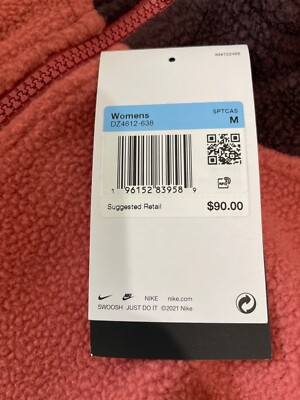 Womens
SPTCAS
DZ4612-638
M
1 96152 83958 9
Suggested Retail
$90.00
NIKE nike.com
SWOOSH JUST DO IT ©2021 Nike